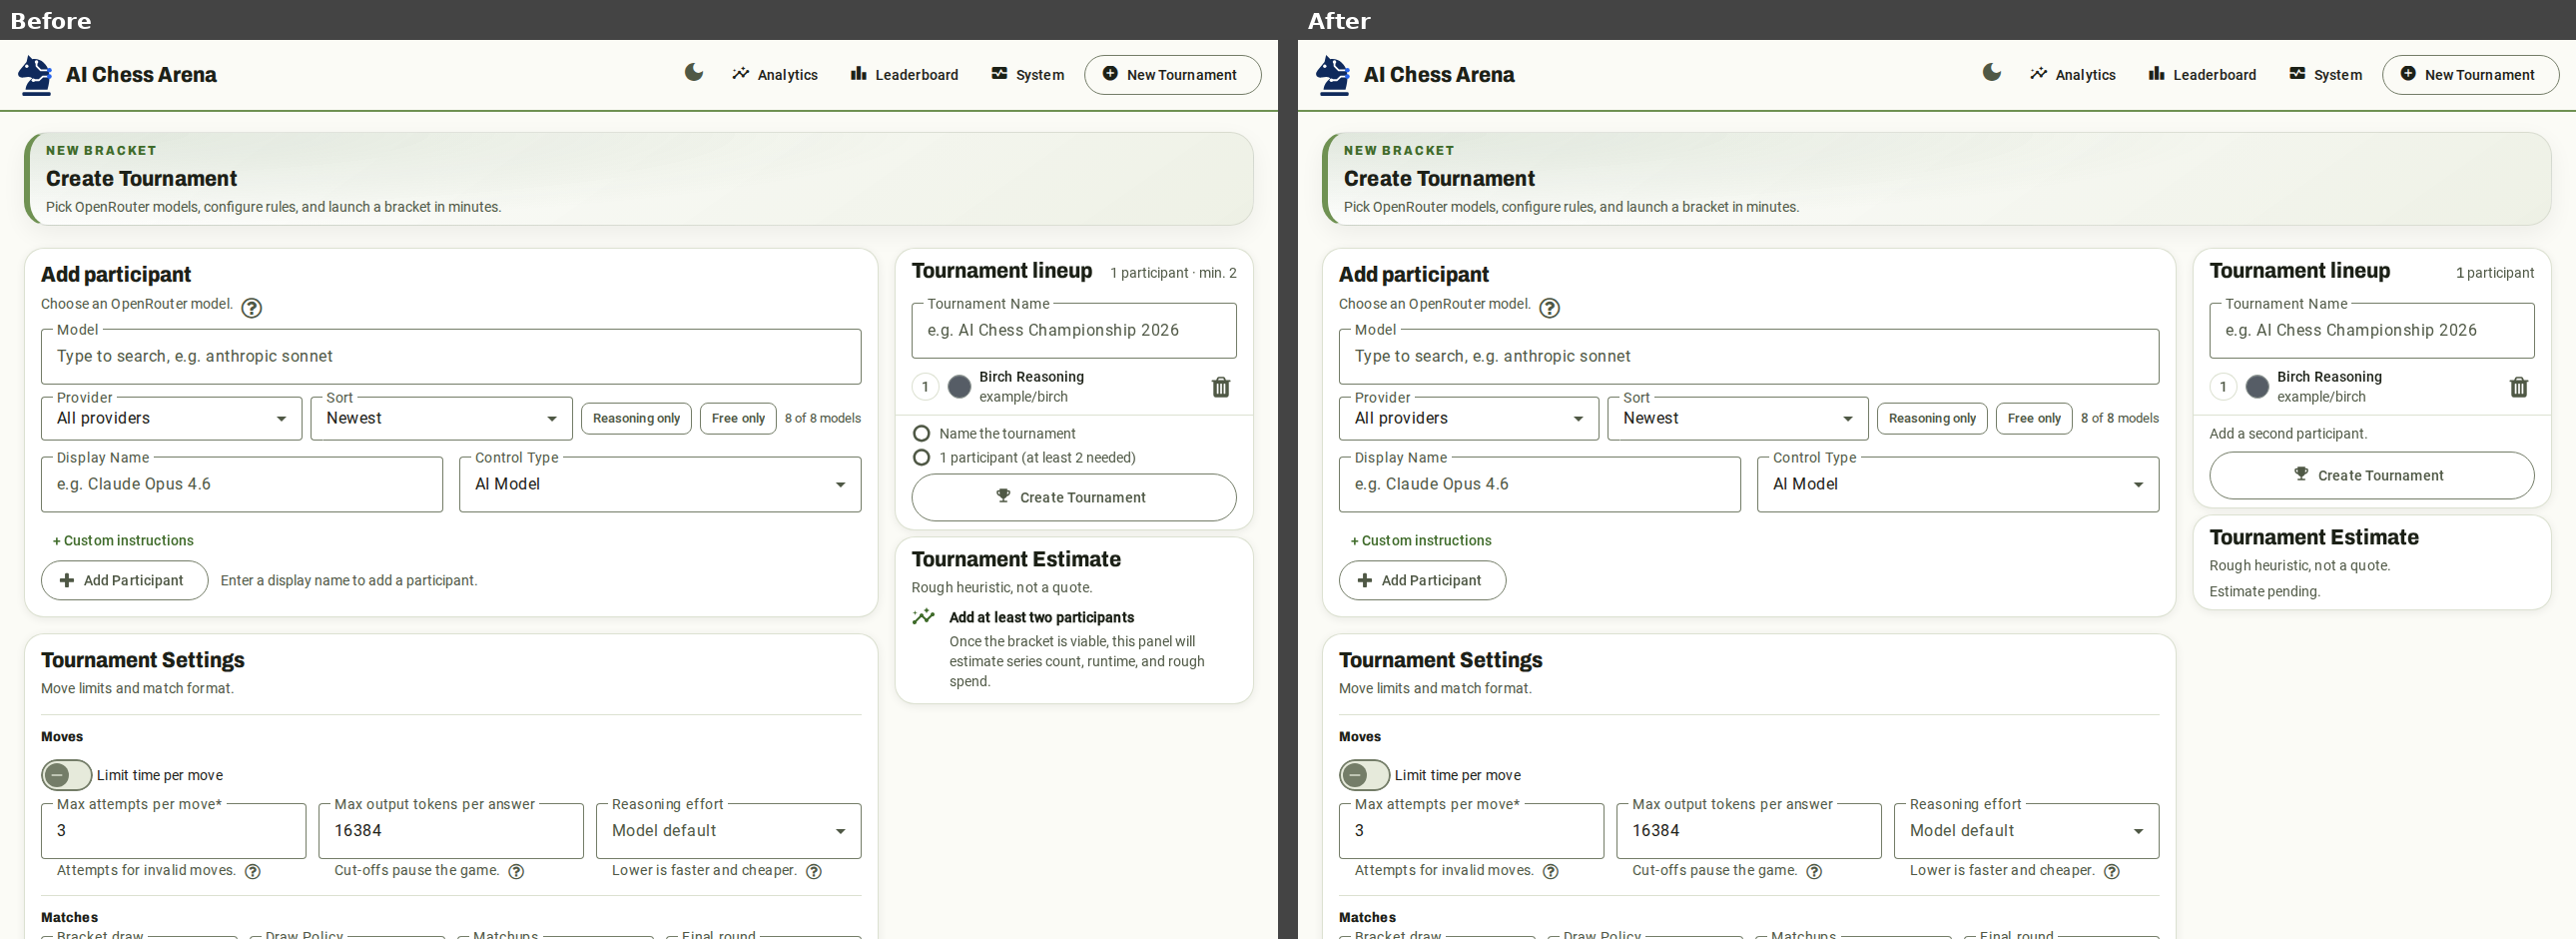 Before
AI Chess Arena
Analytics
Leaderboard
System
New Tournament
NEW BRACKET
Create Tournament
Pick OpenRouter models, configure rules, and launch a bracket in minutes.
Add participant
Choose an OpenRouter model. ?
Model
Type to search, e.g. anthropic sonnet
Provider
All providers
Sort
Newest
Reasoning only
Free only
8 of 8 models
Display Name
e.g. Claude Opus 4.6
Control Type
AI Model
+ Custom instructions
Add Participant
Enter a display name to add a participant.
Tournament Settings
Move limits and match format.
Moves
Limit time per move
Max attempts per move*
3
Attempts for invalid moves. ?
Max output tokens per answer
16384
Cut-offs pause the game. ?
Reasoning effort
Model default
Lower is faster and cheaper. ?
Matches
Bracket draw
Draw Policy
Matchups
Final round
Tournament lineup
1 participant · min. 2
Tournament Name
e.g. AI Chess Championship 2026
1
Birch Reasoning
example/birch
Name the tournament
1 participant (at least 2 needed)
Create Tournament
Tournament Estimate
Rough heuristic, not a quote.
Add at least two participants
Once the bracket is viable, this panel will
estimate series count, runtime, and rough
spend.
After
AI Chess Arena
Analytics
Leaderboard
System
New Tournament
NEW BRACKET
Create Tournament
Pick OpenRouter models, configure rules, and launch a bracket in minutes.
Add participant
Choose an OpenRouter model. ?
Model
Type to search, e.g. anthropic sonnet
Provider
All providers
Sort
Newest
Reasoning only
Free only
8 of 8 models
Display Name
e.g. Claude Opus 4.6
Control Type
AI Model
+ Custom instructions
Add Participant
Tournament Settings
Move limits and match format.
Moves
Limit time per move
Max attempts per move*
3
Attempts for invalid moves. ?
Max output tokens per answer
16384
Cut-offs pause the game. ?
Reasoning effort
Model default
Lower is faster and cheaper. ?
Matches
Bracket draw
Draw Policy
Matchups
Final round
Tournament lineup
1 participant
Tournament Name
e.g. AI Chess Championship 2026
1
Birch Reasoning
example/birch
Add a second participant.
Create Tournament
Tournament Estimate
Rough heuristic, not a quote.
Estimate pending.